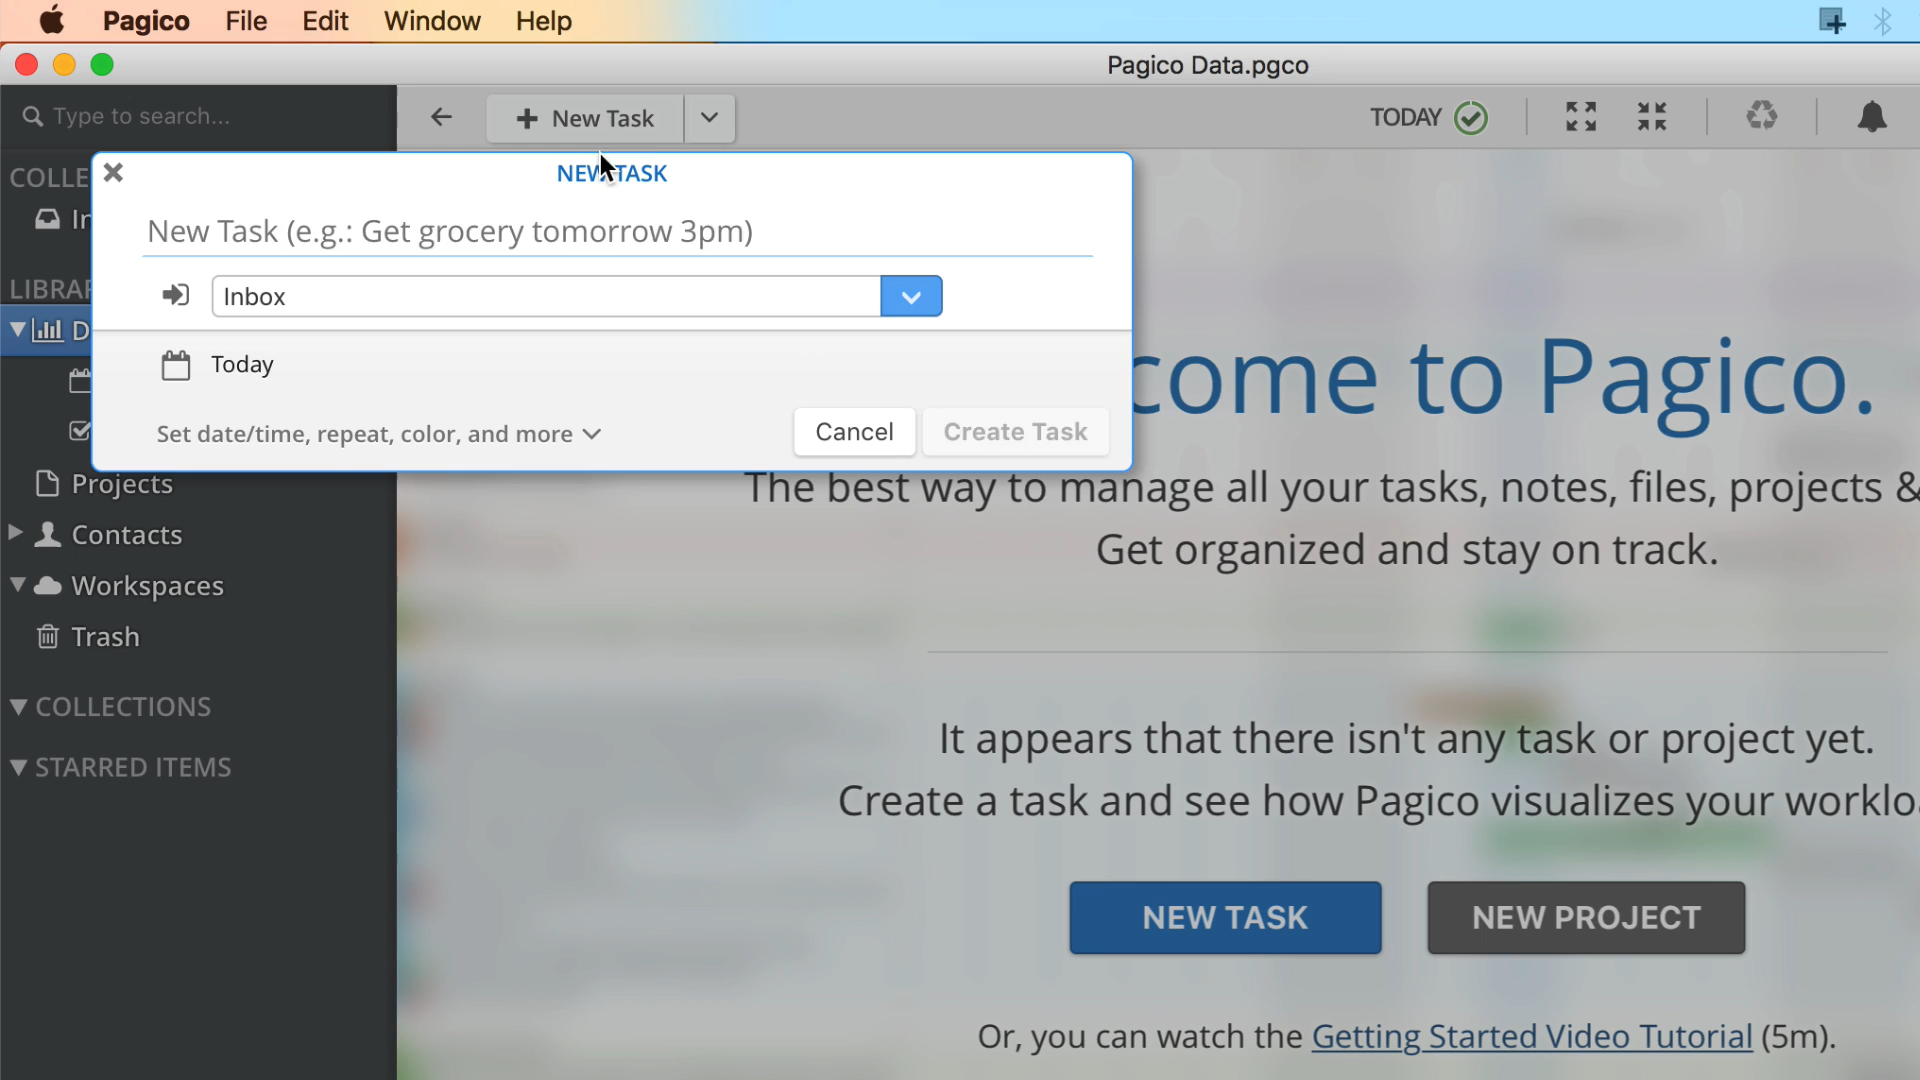 Pagico File Edit Window Help
Pagico Data.pgco
Type to search...
New Task
TODAY
COLLE
NEW TASK
New Task (e.g.: Get grocery tomorrow 3pm)
In
Inbox
LIBRAR
D
Today
Set date/time, repeat, color, and more
Cancel
Create Task
come to Pagico.
Projects
The best way to manage all your tasks, notes, files, projects &
Contacts
Get organized and stay on track.
Workspaces
Trash
COLLECTIONS
It appears that there isn't any task or project yet.
STARRED ITEMS
Create a task and see how Pagico visualizes your workloa
NEW TASK
NEW PROJECT
Or, you can watch the Getting Started Video Tutorial (5m).